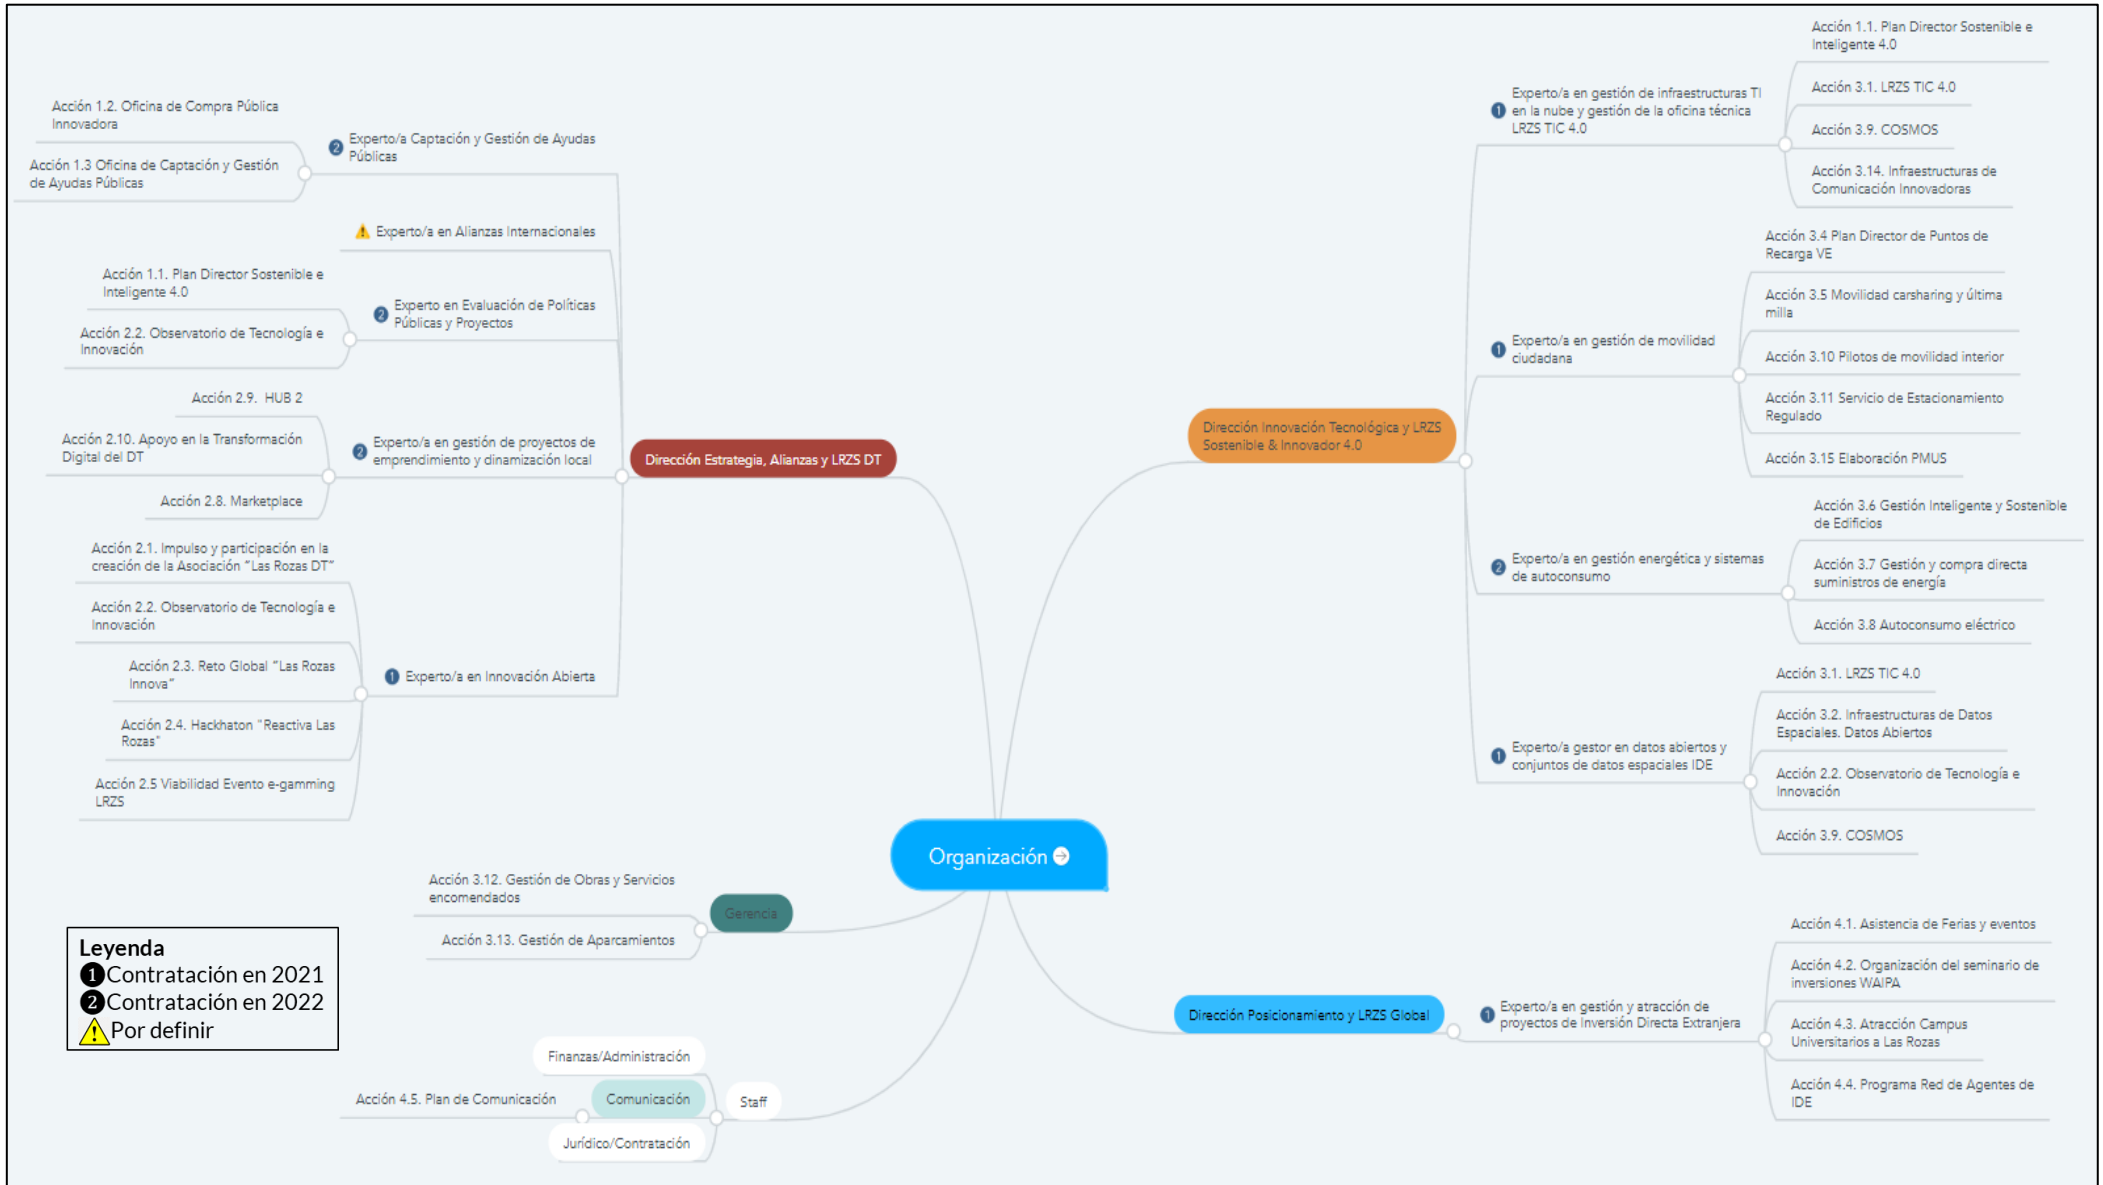 Acción 1.2. Oficina de Compra Pública
Innovadora
Acción 1.3 Oficina de Captación y Gestión
de Ayudas Públicas
2 Experto/a Captación y Gestión de Ayudas
Públicas
Experto/a en Alianzas Internacionales
Acción 1.1. Plan Director Sostenible e
Inteligente 4.0
Acción 2.2. Observatorio de Tecnología e
Innovación
2 Experto en Evaluación de Políticas
Públicas y Proyectos
Acción 2.9. HUB 2
Acción 2.10. Apoyo en la Transformación
Digital del DT
Acción 2.8. Marketplace
2 Experto/a en gestión de proyectos de
emprendimiento y dinamización local
Acción 2.1. Impulso y participación en la
creación de la Asociación "Las Rozas DT"
Acción 2.2. Observatorio de Tecnología e
Innovación
Acción 2.3. Reto Global "Las Rozas
Innova"
Acción 2.4. Hackhaton "Reactiva Las
Rozas"
Acción 2.5 Viabilidad Evento e-gamming
LRZS
1 Experto/a en Innovación Abierta
Dirección Estrategia, Alianzas y LRZS DT
Organización
Acción 3.12. Gestión de Obras y Servicios
encomendados
Acción 3.13. Gestión de Aparcamientos
Gerencia
Leyenda
1 Contratación en 2021
2 Contratación en 2022
Por definir
Finanzas/Administración
Acción 4.5. Plan de Comunicación
Comunicación
Jurídico/Contratación
Staff
Dirección Innovación Tecnológica y LRZS
Sostenible & Innovador 4.0
1 Experto/a en gestión de infraestructuras TI
en la nube y gestión de la oficina técnica
LRZS TIC 4.0
Acción 1.1. Plan Director Sostenible e
Inteligente 4.0
Acción 3.1. LRZS TIC 4.0
Acción 3.9. COSMOS
Acción 3.14. Infraestructuras de
Comunicación Innovadoras
1 Experto/a en gestión de movilidad
ciudadana
Acción 3.4 Plan Director de Puntos de
Recarga VE
Acción 3.5 Movilidad carsharing y última
milla
Acción 3.10 Pilotos de movilidad interior
Acción 3.11 Servicio de Estacionamiento
Regulado
Acción 3.15 Elaboración PMUS
2 Experto/a en gestión energética y sistemas
de autoconsumo
Acción 3.6 Gestión Inteligente y Sostenible
de Edificios
Acción 3.7 Gestión y compra directa
suministros de energía
Acción 3.8 Autoconsumo eléctrico
1 Experto/a gestor en datos abiertos y
conjuntos de datos espaciales IDE
Acción 3.1. LRZS TIC 4.0
Acción 3.2. Infraestructuras de Datos
Espaciales. Datos Abiertos
Acción 2.2. Observatorio de Tecnología e
Innovación
Acción 3.9. COSMOS
Dirección Posicionamiento y LRZS Global
1 Experto/a en gestión y atracción de
proyectos de Inversión Directa Extranjera
Acción 4.1. Asistencia de Ferias y eventos
Acción 4.2. Organización del seminario de
inversiones WAIPA
Acción 4.3. Atracción Campus
Universitarios a Las Rozas
Acción 4.4. Programa Red de Agentes de
IDE